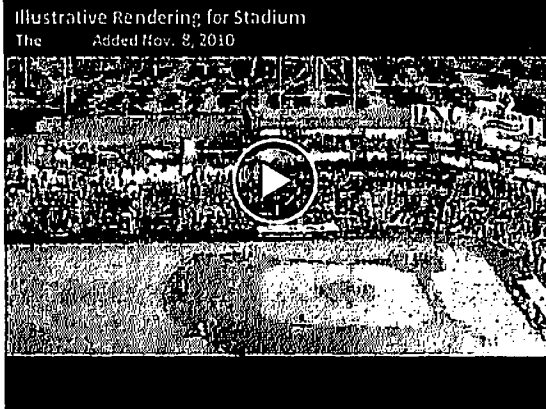 Illustrative Rendering for Stadium
The Added Nov. 8, 2010